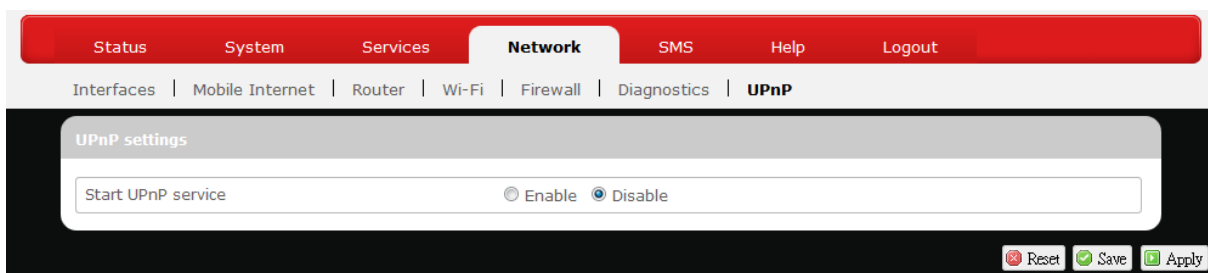 Status System Services Network SMS Help Logout
Interfaces | Mobile Internet | Router | Wi-Fi | Firewall | Diagnostics | UPnP
UPnP settings
Start UPnP service Enable Disable
Reset Save Apply